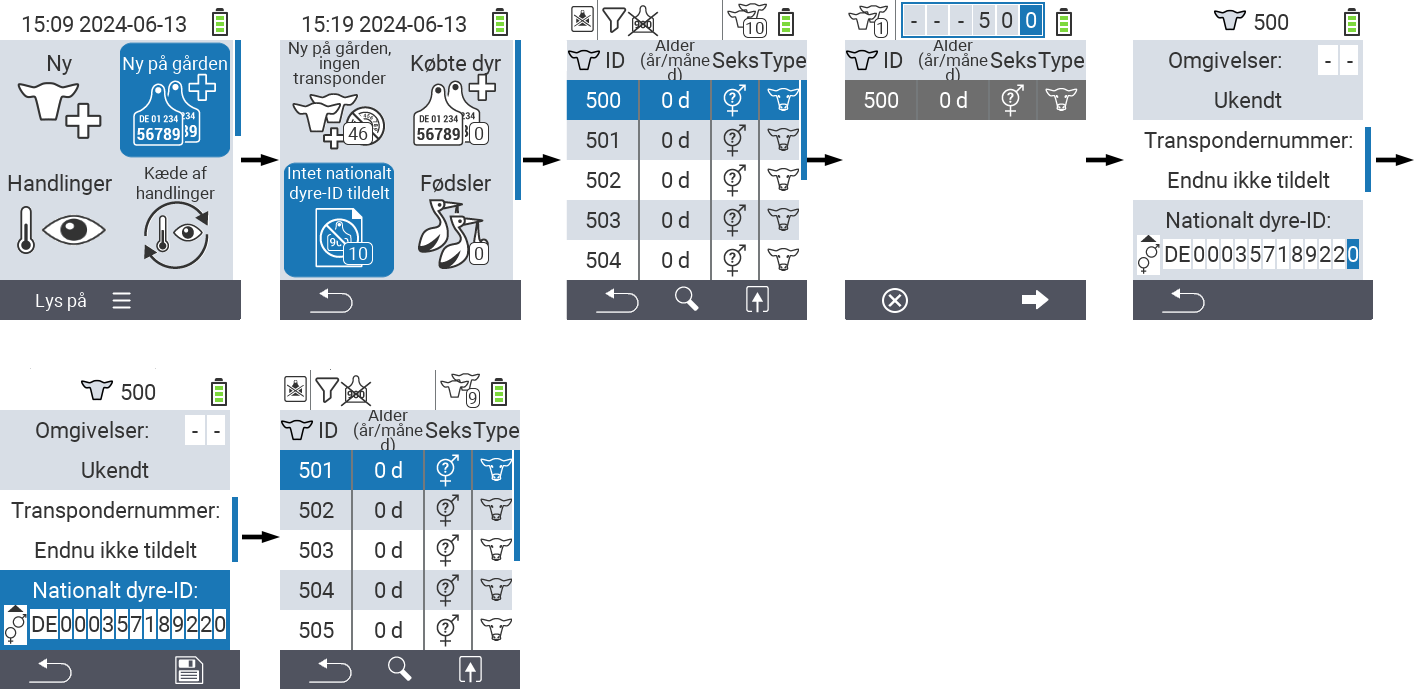 15:09 2024-06-13
Ny
Ny på gården
DE 01 234
234
56789
89
Handlinger
Kæde af
handlinger
Lys på
15:19 2024-06-13
Ny på gården,
ingen
transponder
46
Købte dyr
DE 01 234
234
56789
0
Intet nationalt
dyre-ID tildelt
10
Fødsler
0
980
10
ID
Alder
(år/måne
d)
Seks
Type
500
0 d
?
501
0 d
?
502
0 d
?
503
0 d
?
504
0 d
?
1
- - - 5 0 0
ID
Alder
(år/måne
d)
Seks
Type
500
0 d
?
500
Omgivelser:
- -
Ukendt
Transpondernummer:
Endnu ikke tildelt
Nationalt dyre-ID:
DE000357189220
500
Omgivelser:
- -
Ukendt
Transpondernummer:
Endnu ikke tildelt
Nationalt dyre-ID:
DE000357189220
980
9
ID
Alder
(år/måne
d)
Seks
Type
501
0 d
?
502
0 d
?
503
0 d
?
504
0 d
?
505
0 d
?